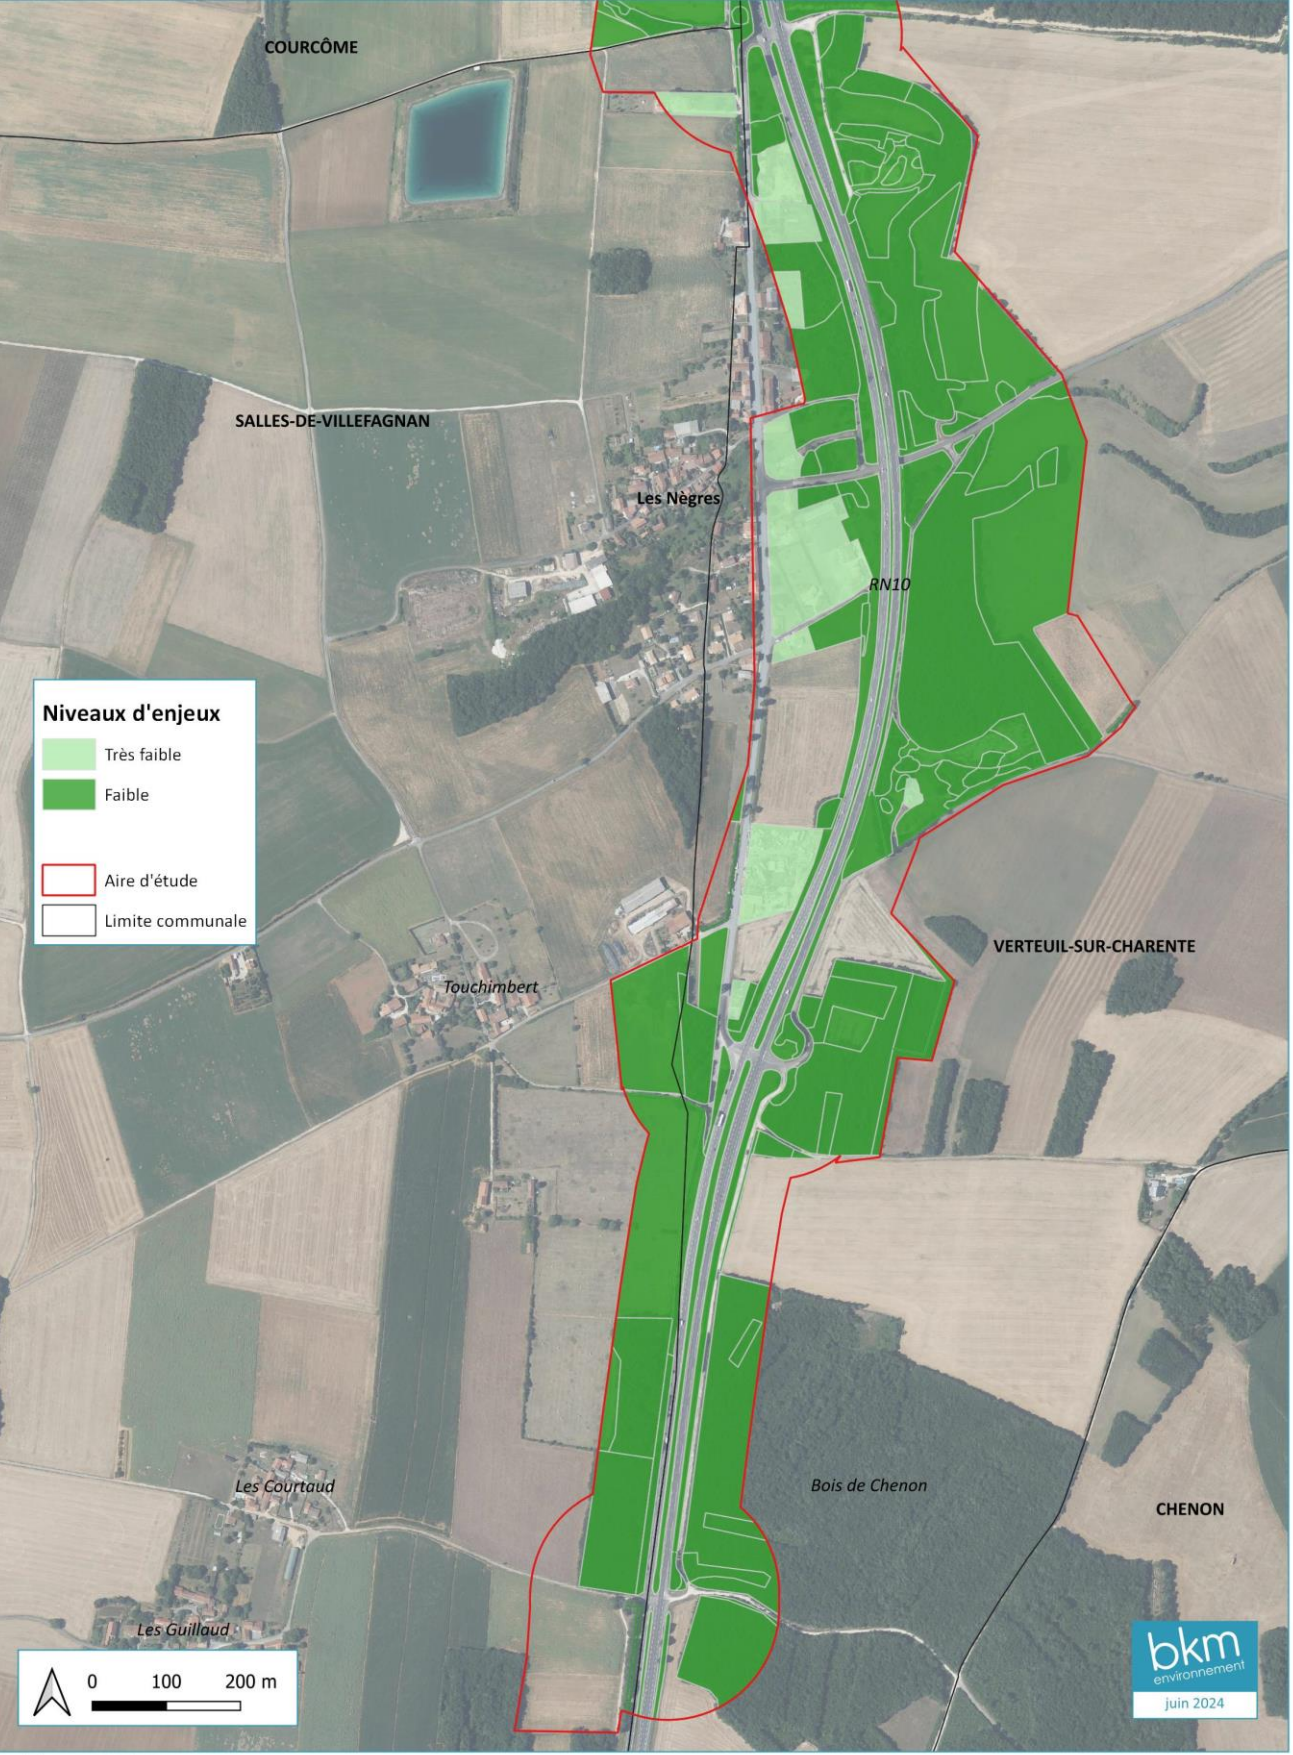 COURCÔME
SALLES-DE-VILLEFAGNAN
Les Nègres
RN10
Niveaux d'enjeux
Très faible
Faible
Aire d'étude
Limite communale
VERTEUIL-SUR-CHARENTE
Touchimbert
Les Courtaud
Bois de Chenon
CHENON
Les Guillaud
0 100 200 m
bkm
environnement
juin 2024